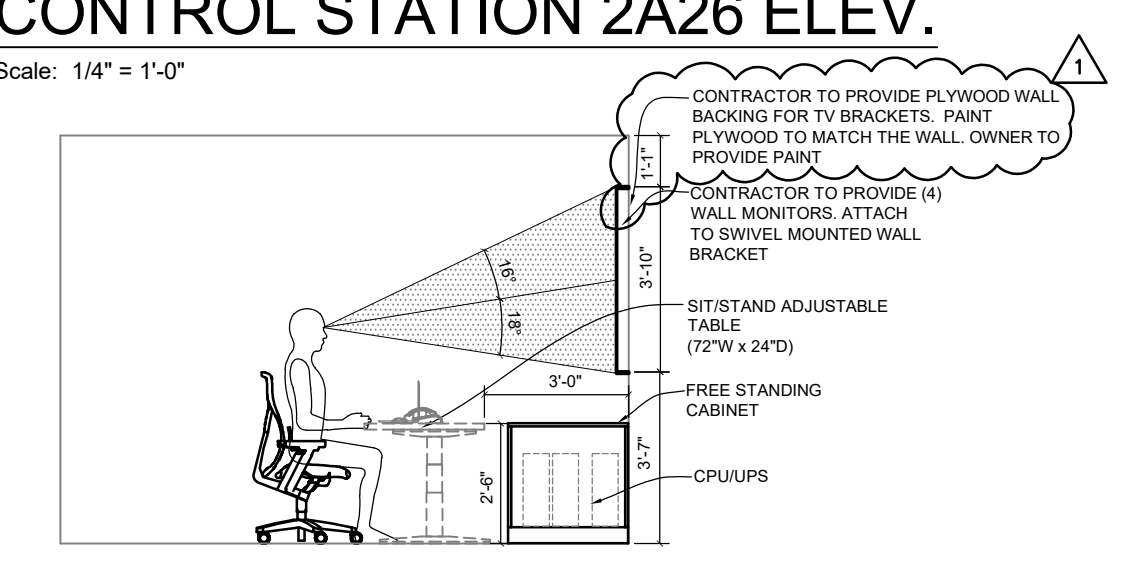 CONTROL STATION 2A26 ELEV.
Scale: 1/4" = 1'-0"
1
CONTRACTOR TO PROVIDE PLYWOOD WALL
BACKING FOR TV BRACKETS. PAINT
PLYWOOD TO MATCH THE WALL. OWNER TO
PROVIDE PAINT
1'-1"
CONTRACTOR TO PROVIDE (4)
WALL MONITORS. ATTACH
TO SWIVEL MOUNTED WALL
BRACKET
3'-10"
16°
18°
SIT/STAND ADJUSTABLE
TABLE
(72"W x 24"D)
3'-0"
FREE STANDING
CABINET
3'-7"
2'-6"
CPU/UPS